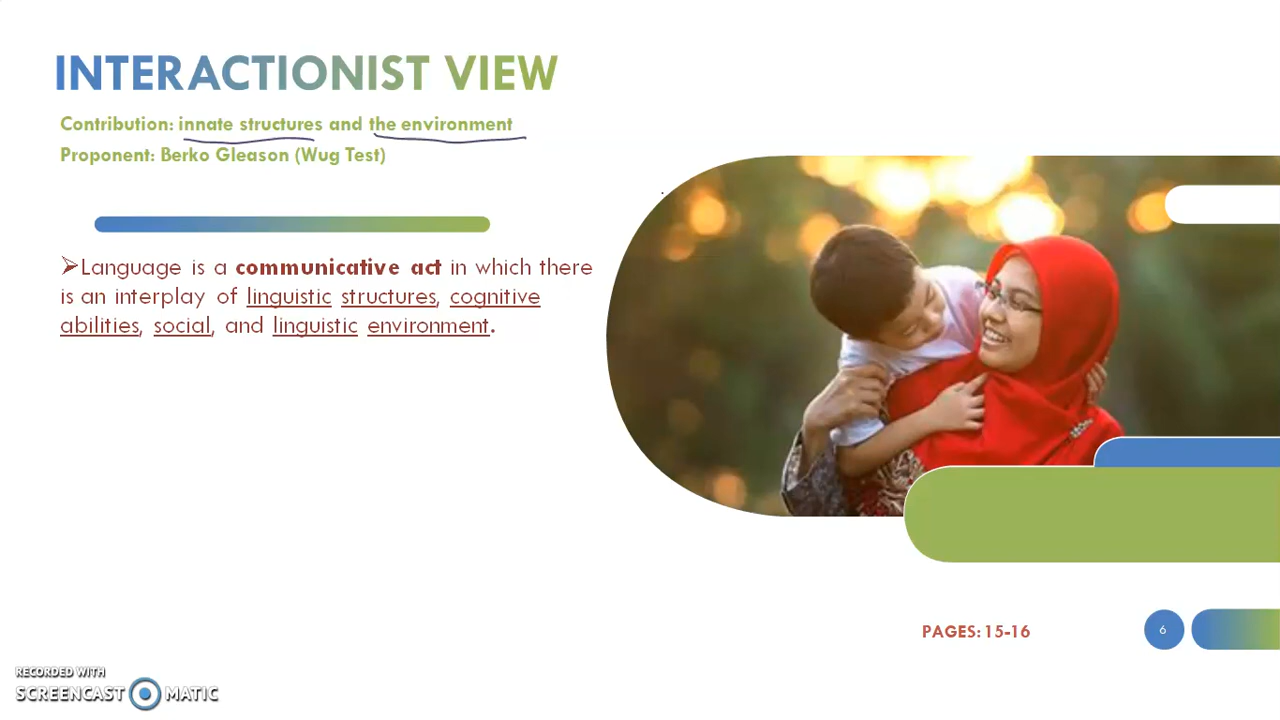 INTERACTIONIST VIEW
Contribution: innate structures and the environment
Proponent: Berko Gleason (Wug Test)
➢Language is a communicative act in which there
is an interplay of linguistic structures, cognitive
abilities, social, and linguistic environment.
PAGES: 15-16
6
RECORDED WITH
SCREENCAST MATIC